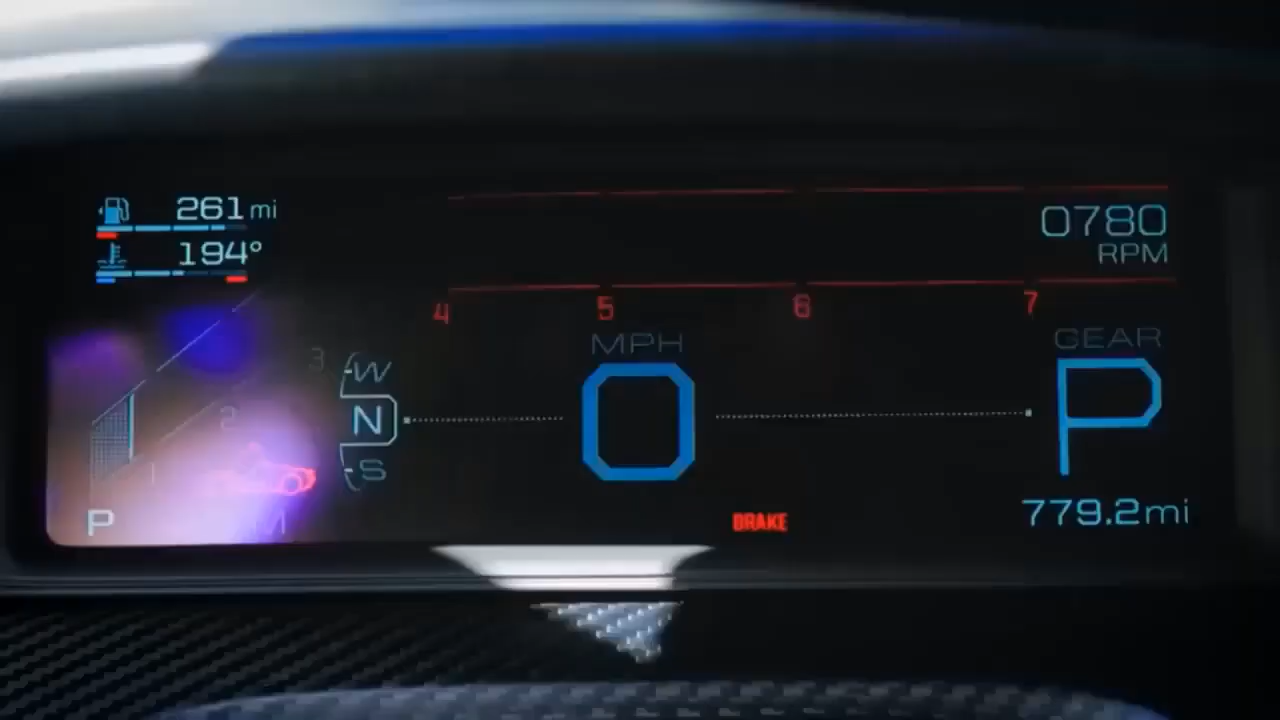 261 mi
194°
0780
RPM
4 5 6 7
MPH
GEAR
3
W
N
S
0
P
2
1
P
BRAKE
779.2mi